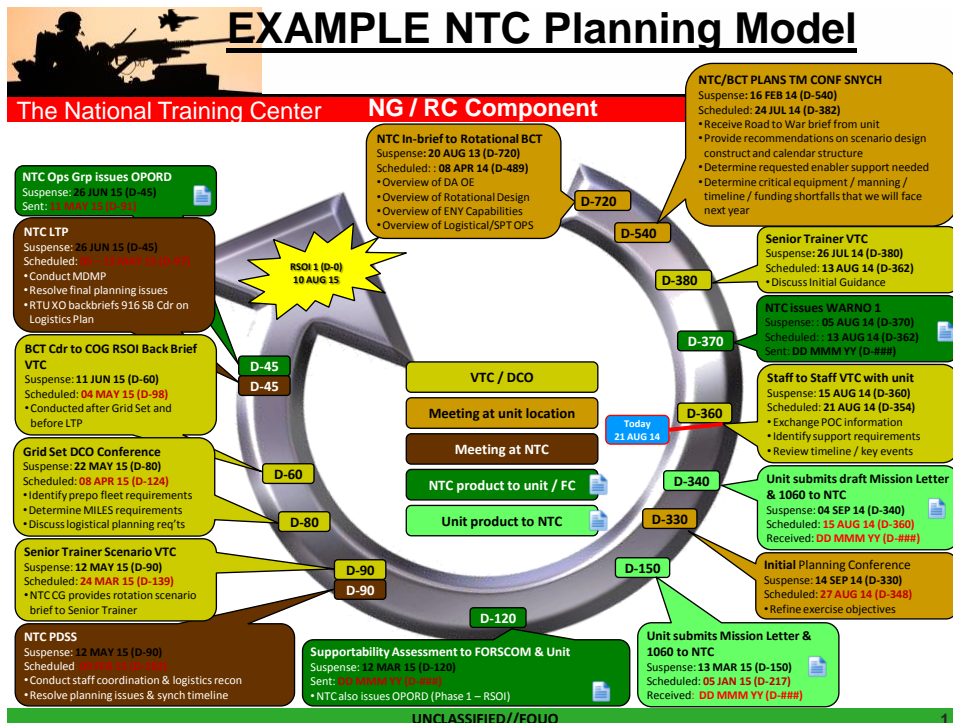 EXAMPLE NTC Planning Model
The National Training Center
NG / RC Component
NTC In-brief to Rotational BCT
Suspense: 20 AUG 13 (D-720)
Scheduled: : 08 APR 14 (D-489)
• Overview of DA OE
• Overview of Rotational Design
• Overview of ENY Capabilities
• Overview of Logistical/SPT OPS
NTC/BCT PLANS TM CONF SNYCH
Suspense: 16 FEB 14 (D-540)
Scheduled: 24 JUL 14 (D-382)
• Receive Road to War brief from unit
• Provide recommendations on scenario design
construct and calendar structure
• Determine requested enabler support needed
• Determine critical equipment / manning /
timeline / funding shortfalls that we will face
next year
Senior Trainer VTC
Suspense: 26 JUL 14 (D-380)
Scheduled: 13 AUG 14 (D-362)
• Discuss Initial Guidance
NTC issues WARNO 1
Suspense: : 05 AUG 14 (D-370)
Scheduled: : 13 AUG 14 (D-362)
Sent: DD MMM YY (D-###)
Staff to Staff VTC with unit
Suspense: 15 AUG 14 (D-360)
Scheduled: 21 AUG 14 (D-354)
• Exchange POC information
• Identify support requirements
• Review timeline / key events
Unit submits draft Mission Letter
& 1060 to NTC
Suspense: 04 SEP 14 (D-340)
Scheduled: 15 AUG 14 (D-360)
Received: DD MMM YY (D-###)
Initial Planning Conference
Suspense: 14 SEP 14 (D-330)
Scheduled: 27 AUG 14 (D-348)
• Refine exercise objectives
Unit submits Mission Letter &
1060 to NTC
Suspense: 13 MAR 15 (D-150)
Scheduled: 05 JAN 15 (D-217)
Received: DD MMM YY (D-###)
Supportability Assessment to FORSCOM & Unit
Suspense: 12 MAR 15 (D-120)
Sent: DD MMM YY (D-###)
• NTC also issues OPORD (Phase 1 – RSOI)
NTC PDSS
Suspense: 12 MAY 15 (D-90)
Scheduled
• Conduct staff coordination & logistics recon
• Resolve planning issues & synch timeline
Senior Trainer Scenario VTC
Suspense: 12 MAY 15 (D-90)
Scheduled: 24 MAR 15 (D-139)
• NTC CG provides rotation scenario
brief to Senior Trainer
Grid Set DCO Conference
Suspense: 22 MAY 15 (D-80)
Scheduled: 08 APR 15 (D-124)
• Identify prepo fleet requirements
• Determine MILES requirements
• Discuss logistical planning req'ts
BCT Cdr to COG RSOI Back Brief
VTC
Suspense: 11 JUN 15 (D-60)
Scheduled: 04 MAY 15 (D-98)
• Conducted after Grid Set and
before LTP
NTC LTP
Suspense: 26 JUN 15 (D-45)
Scheduled:
• Conduct MDMP
• Resolve final planning issues
• RTU XO backbriefs 916 SB Cdr on
Logistics Plan
NTC Ops Grp issues OPORD
Suspense: 26 JUN 15 (D-45)
Sent: 11 MAY 15 (D-91)
RSOI 1 (D-0)
10 AUG 15
D-720
D-540
D-380
D-370
D-360
D-340
D-330
D-150
D-120
D-90
D-90
D-80
D-60
D-45
D-45
Today
21 AUG 14
VTC / DCO
Meeting at unit location
Meeting at NTC
NTC product to unit / FC
Unit product to NTC
UNCLASSIFIED//FOUO
1